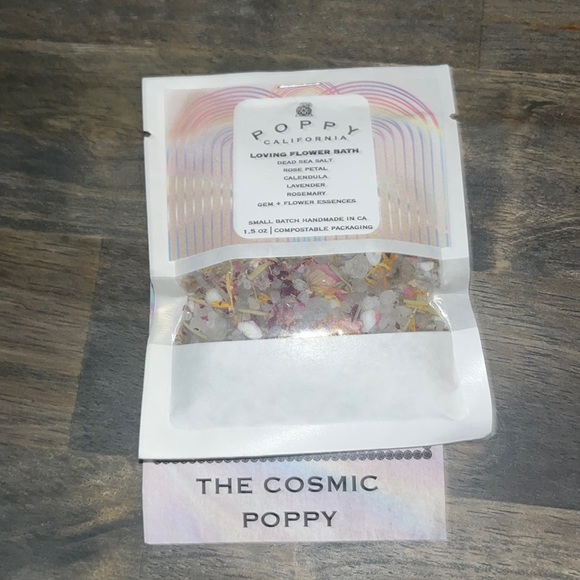 POPPY
CALIFORNIA
LOVING FLOWER BATH
DEAD SEA SALT
ROSE PETAL
CALENDULA
LAVENDER
ROSEMARY
GEM + FLOWER ESSENCES
SMALL BATCH HANDMADE IN CA
1.5 OZ | COMPOSTABLE PACKAGING
THE COSMIC
POPPY